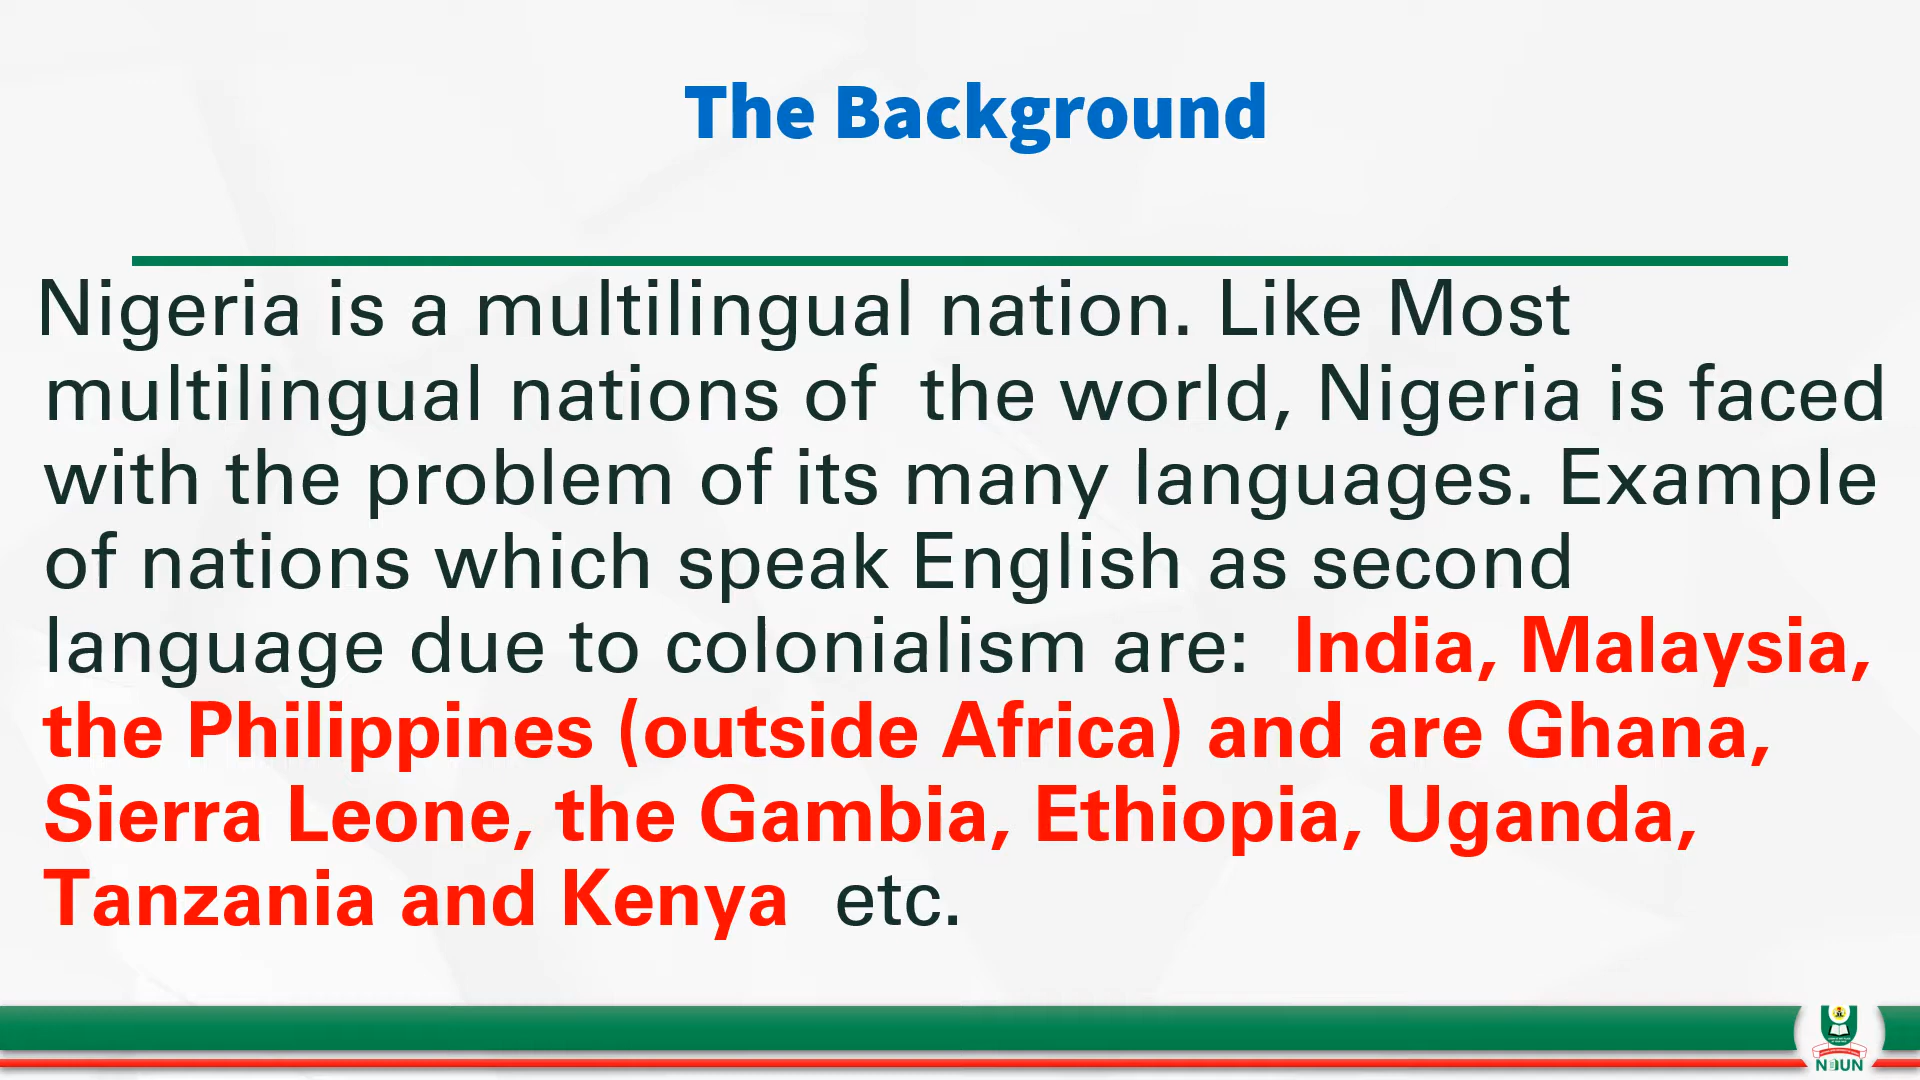 The Background
Nigeria is a multilingual nation. Like Most
multilingual nations of the world, Nigeria is faced
with the problem of its many languages. Example
of nations which speak English as second
language due to colonialism are: India, Malaysia,
the Philippines (outside Africa) and are Ghana,
Sierra Leone, the Gambia, Ethiopia, Uganda,
Tanzania and Kenya etc.
NOUN